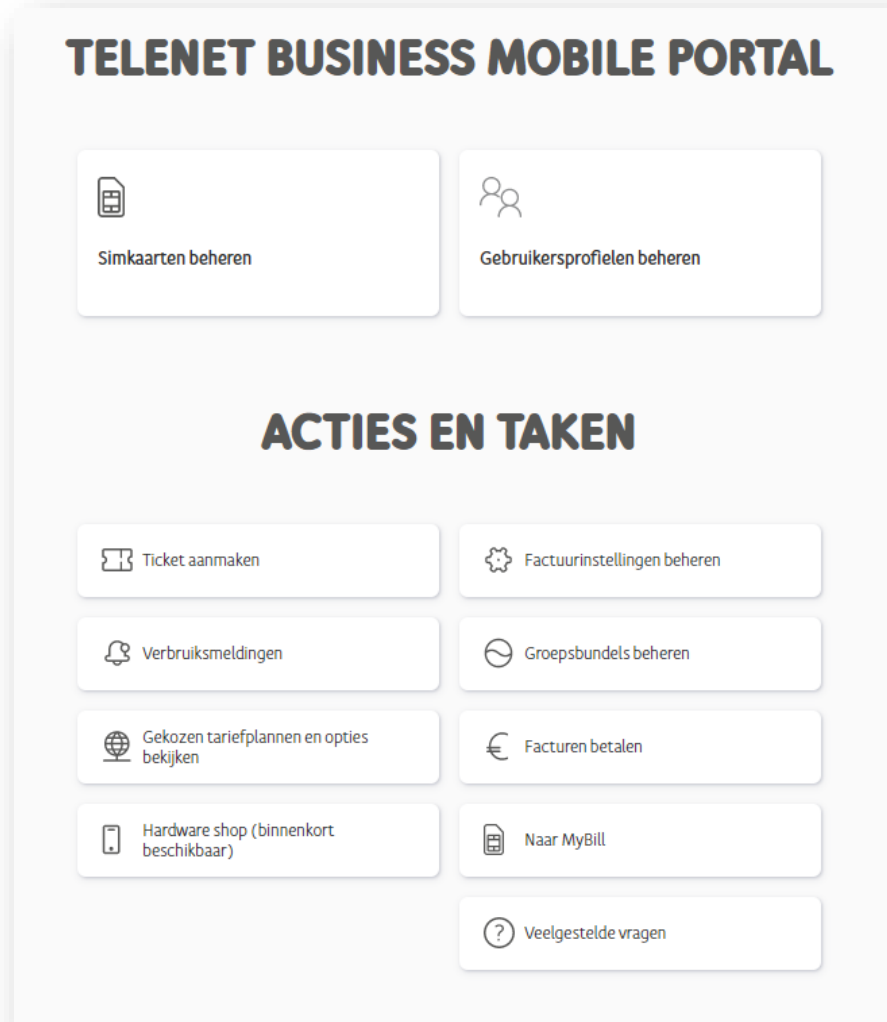 TELENET BUSINESS MOBILE PORTAL
Simkaarten beheren
Gebruikersprofielen beheren
ACTIES EN TAKEN
Ticket aanmaken
Factuurinstellingen beheren
Verbruiksmeldingen
Groepsbundels beheren
Gekozen tariefplannen en opties
bekijken
Facturen betalen
Hardware shop (binnenkort
beschikbaar)
Naar MyBill
Veelgestelde vragen